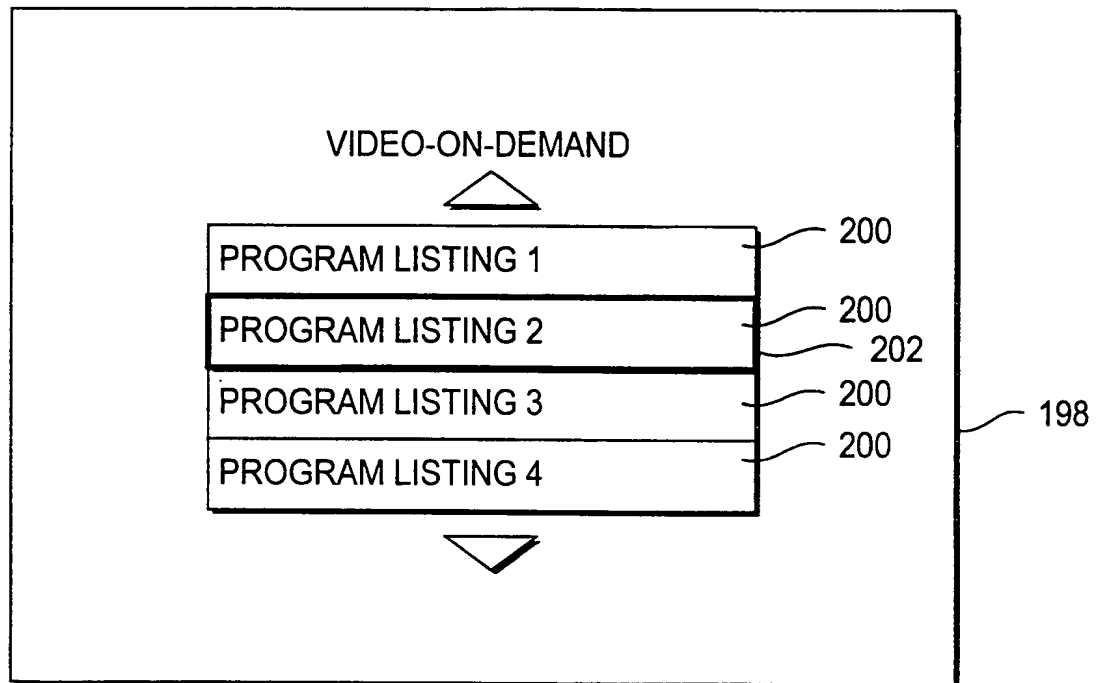 VIDEO-ON-DEMAND
PROGRAM LISTING 1
200
PROGRAM LISTING 2
200
202
PROGRAM LISTING 3
200
198
PROGRAM LISTING 4
200